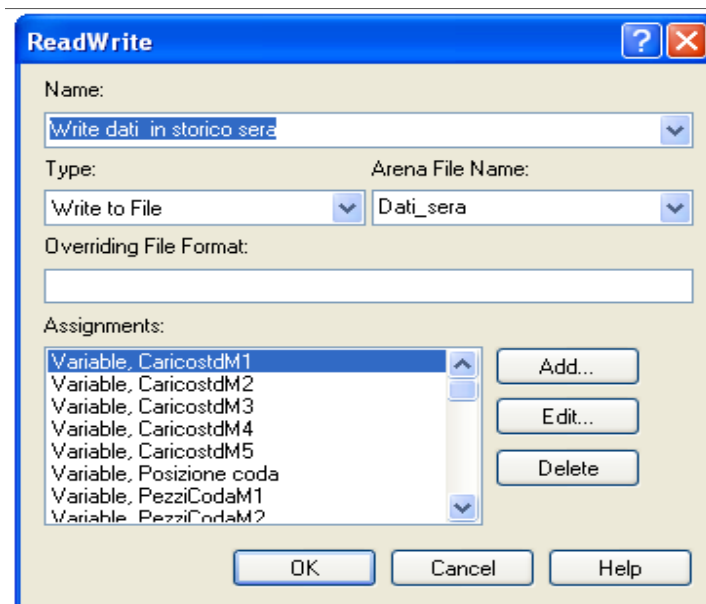 ReadWrite
Name:
Write dati in storico sera
Type: Arena File Name:
Write to File Dati_sera
Overriding File Format:
Assignments:
Variable, CaricostdM1
Add...
Variable, CaricostdM2
Variable, CaricostdM3
Edit...
Variable, CaricostdM4
Variable, CaricostdM5
Delete
Variable, Posizione coda
Variable, PezziCodaM1
Variable, PezziCodaM2
OK Cancel Help